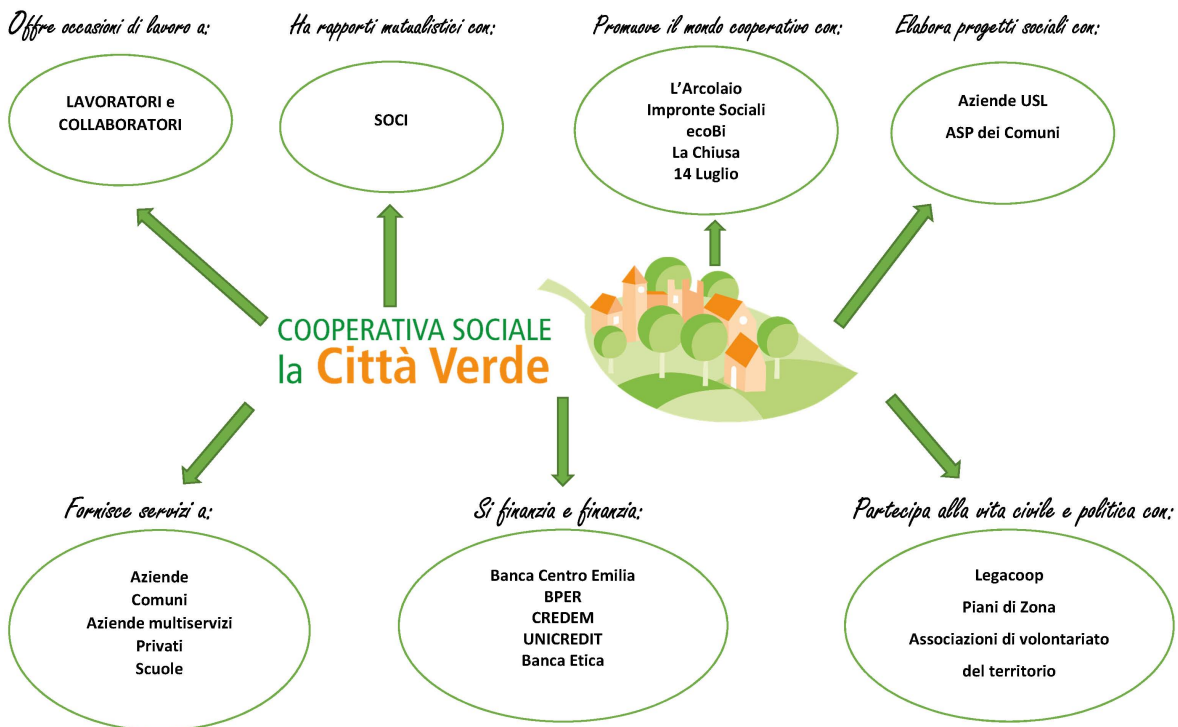 Offre occasioni di lavoro a:
LAVORATORI e
COLLABORATORI
Ha rapporti mutualistici con:
SOCI
Promuove il mondo cooperativo con:
L'Arcolaio
Impronte Sociali
ecoBi
La Chiusa
14 Luglio
Elabora progetti sociali con:
Aziende USL
ASP dei Comuni
COOPERATIVA SOCIALE
la Città Verde
Fornisce servizi a:
Aziende
Comuni
Aziende multiservizi
Privati
Scuole
Si finanzia e finanzia:
Banca Centro Emilia
BPER
CREDEM
UNICREDIT
Banca Etica
Partecipa alla vita civile e politica con:
Legacoop
Piani di Zona
Associazioni di volontariato
del territorio